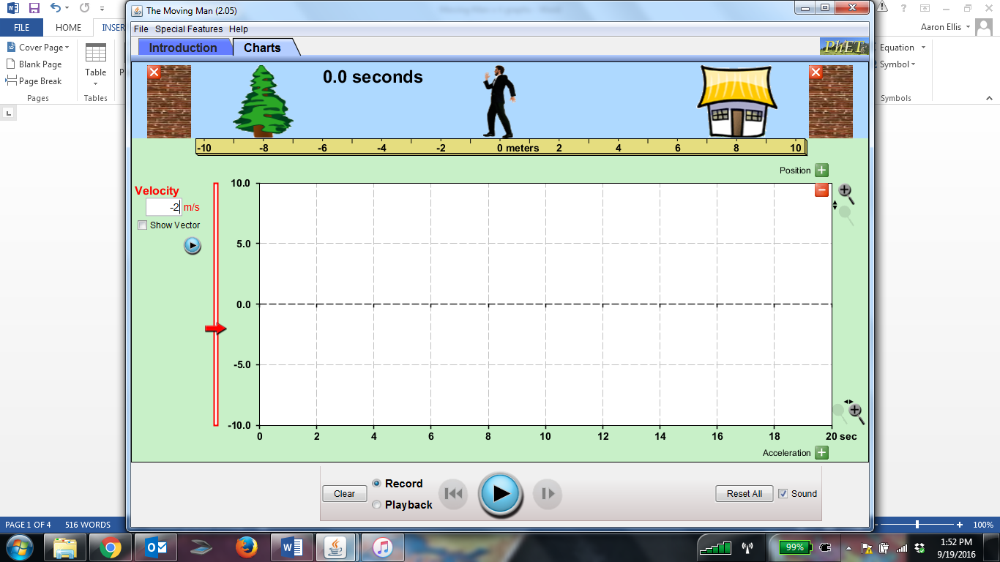 The Moving Man (2.05)
FILE
HOME
INSER
Aaron Ellis
Cover Page
Blank Page
Page Break
Pages
Table
Tables
P
Equation
Symbol
Symbols
File Special Features Help
Introduction
Charts
PhET
0.0 seconds
-10 -8 -6 -4 -2 0 meters 2 4 6 8 10
Position
Velocity
-2 m/s
Show Vector
10.0
5.0
0.0
-5.0
-10.0
0 2 4 6 8 10 12 14 16 18 20 sec
Acceleration
Clear
Record
Playback
Reset All
Sound
PAGE 1 OF 4 516 WORDS
100%
99%
1:52 PM
9/19/2016